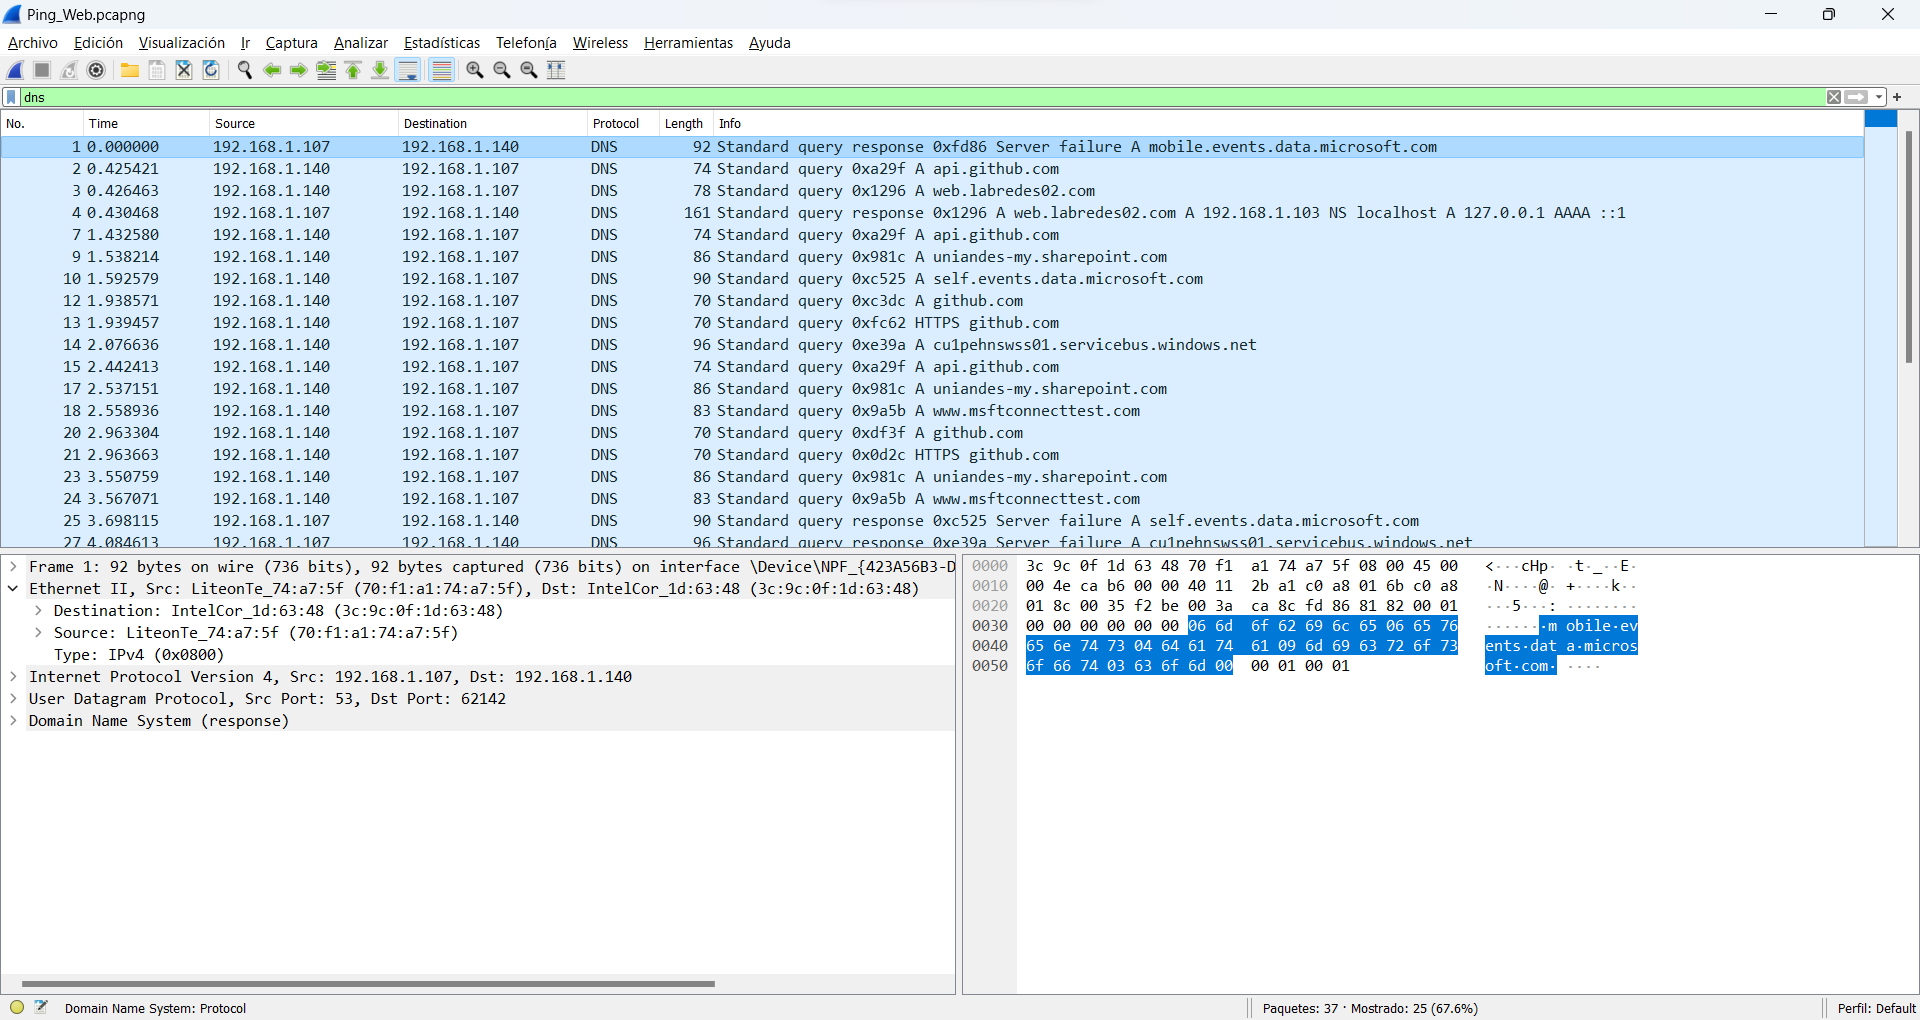 Ping_Web.pcapng
Archivo Edición Visualización Ir Captura Analizar Estadísticas Telefonía Wireless Herramientas Ayuda
dns
No. Time Source Destination Protocol Length Info
1 0.000000 192.168.1.107 192.168.1.140 DNS 92 Standard query response 0xfd86 Server failure A mobile.events.data.microsoft.com
2 0.425421 192.168.1.140 192.168.1.107 DNS 74 Standard query 0xa29f A api.github.com
3 0.426463 192.168.1.140 192.168.1.107 DNS 78 Standard query 0x1296 A web.labredes02.com
4 0.430468 192.168.1.107 192.168.1.140 DNS 161 Standard query response 0x1296 A web.labredes02.com A 192.168.1.103 NS localhost A 127.0.0.1 AAAA ::1
7 1.432580 192.168.1.140 192.168.1.107 DNS 74 Standard query 0xa29f A api.github.com
9 1.538214 192.168.1.140 192.168.1.107 DNS 86 Standard query 0x981c A uniandes-my.sharepoint.com
10 1.592579 192.168.1.140 192.168.1.107 DNS 90 Standard query 0xc525 A self.events.data.microsoft.com
12 1.938571 192.168.1.140 192.168.1.107 DNS 70 Standard query 0xc3dc A github.com
13 1.939457 192.168.1.140 192.168.1.107 DNS 70 Standard query 0xfc62 HTTPS github.com
14 2.076636 192.168.1.140 192.168.1.107 DNS 96 Standard query 0xe39a A cu1pehnswss01.servicebus.windows.net
15 2.442413 192.168.1.140 192.168.1.107 DNS 74 Standard query 0xa29f A api.github.com
17 2.537151 192.168.1.140 192.168.1.107 DNS 86 Standard query 0x981c A uniandes-my.sharepoint.com
18 2.558936 192.168.1.140 192.168.1.107 DNS 83 Standard query 0x9a5b A www.msftconnecttest.com
20 2.963304 192.168.1.140 192.168.1.107 DNS 70 Standard query 0xdf3f A github.com
21 2.963663 192.168.1.140 192.168.1.107 DNS 70 Standard query 0x0d2c HTTPS github.com
23 3.550759 192.168.1.140 192.168.1.107 DNS 86 Standard query 0x981c A uniandes-my.sharepoint.com
24 3.567071 192.168.1.140 192.168.1.107 DNS 83 Standard query 0x9a5b A www.msftconnecttest.com
25 3.698115 192.168.1.107 192.168.1.140 DNS 90 Standard query response 0xc525 Server failure A self.events.data.microsoft.com
27 4.084613 192.168.1.107 192.168.1.140 DNS 96 Standard query response 0xe39a Server failure A cu1pehnswss01.servicebus.windows.net
Frame 1: 92 bytes on wire (736 bits), 92 bytes captured (736 bits) on interface \Device\NPF_{423A56B3-D
Ethernet II, Src: LiteonTe_74:a7:5f (70:f1:a1:74:a7:5f), Dst: IntelCor_1d:63:48 (3c:9c:0f:1d:63:48)
Destination: IntelCor_1d:63:48 (3c:9c:0f:1d:63:48)
Source: LiteonTe_74:a7:5f (70:f1:a1:74:a7:5f)
Type: IPv4 (0x0800)
Internet Protocol Version 4, Src: 192.168.1.107, Dst: 192.168.1.140
User Datagram Protocol, Src Port: 53, Dst Port: 62142
Domain Name System (response)
0000 3c 9c 0f 1d 63 48 70 f1 a1 74 a7 5f 08 00 45 00 <···cHp· ·t·_··E·
0010 00 4e ca b6 00 00 40 11 2b a1 c0 a8 01 6b c0 a8 ·N····@· +····k··
0020 01 8c 00 35 f2 be 00 3a ca 8c fd 86 81 82 00 01 ···5···: ········
0030 00 00 00 00 00 00 06 6d 6f 62 69 6c 65 06 65 76 ·······m obile·ev
0040 65 6e 74 73 04 64 61 74 61 09 6d 69 63 72 6f 73 ents·dat a·micros
0050 6f 66 74 03 63 6f 6d 00 00 01 00 01 oft·com· ····
Domain Name System: Protocol
Paquetes: 37 · Mostrado: 25 (67.6%)
Perfil: Default